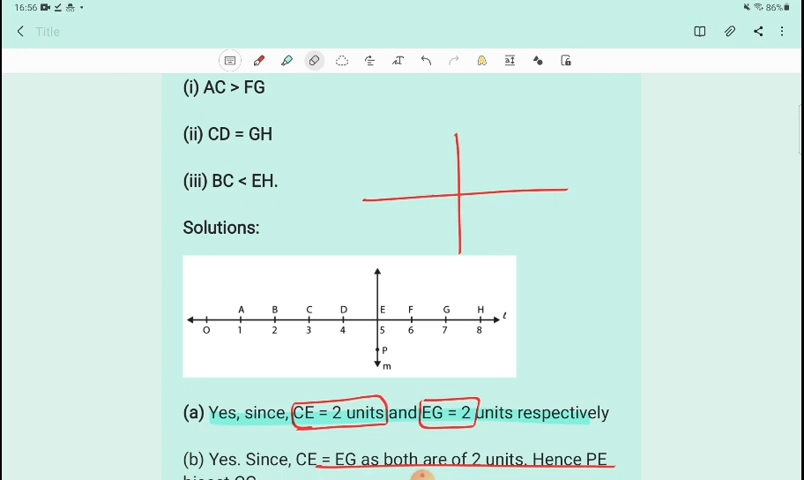 16:56
86%
Title
(i) AC > FG
(ii) CD = GH
(iii) BC < EH.
Solutions:
A B C D E F G H l
O 1 2 3 4 5 6 7 8
P
m
(a) Yes, since, CE = 2 units and EG = 2 units respectively
(b) Yes. Since, CE = EG as both are of 2 units. Hence PE